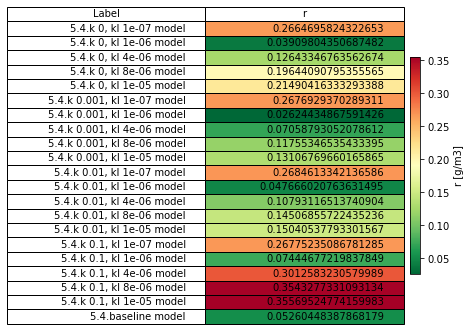 Label r
5.4.k 0, kl 1e-07 model 0.2664695824322653
5.4.k 0, kl 1e-06 model 0.03909804350687482
5.4.k 0, kl 4e-06 model 0.12643346763562674
5.4.k 0, kl 8e-06 model 0.19644090795355565
5.4.k 0, kl 1e-05 model 0.21490416333293388
5.4.k 0.001, kl 1e-07 model 0.2676929370289311
5.4.k 0.001, kl 1e-06 model 0.02624434867591426
5.4.k 0.001, kl 4e-06 model 0.07058793052078612
5.4.k 0.001, kl 8e-06 model 0.11755346535433395
5.4.k 0.001, kl 1e-05 model 0.13106769660165865
5.4.k 0.01, kl 1e-07 model 0.2684613342136586
5.4.k 0.01, kl 1e-06 model 0.047666020763631495
5.4.k 0.01, kl 4e-06 model 0.10793116513740904
5.4.k 0.01, kl 8e-06 model 0.14506855722435236
5.4.k 0.01, kl 1e-05 model 0.15040537793301567
5.4.k 0.1, kl 1e-07 model 0.26775235086781285
5.4.k 0.1, kl 1e-06 model 0.07444677219837849
5.4.k 0.1, kl 4e-06 model 0.3012583230579989
5.4.k 0.1, kl 8e-06 model 0.3543277331093134
5.4.k 0.1, kl 1e-05 model 0.35569524774159983
5.4.baseline model 0.05260448387868179
0.35
0.30
0.25
0.20
0.15
0.10
0.05
r [g/m3]